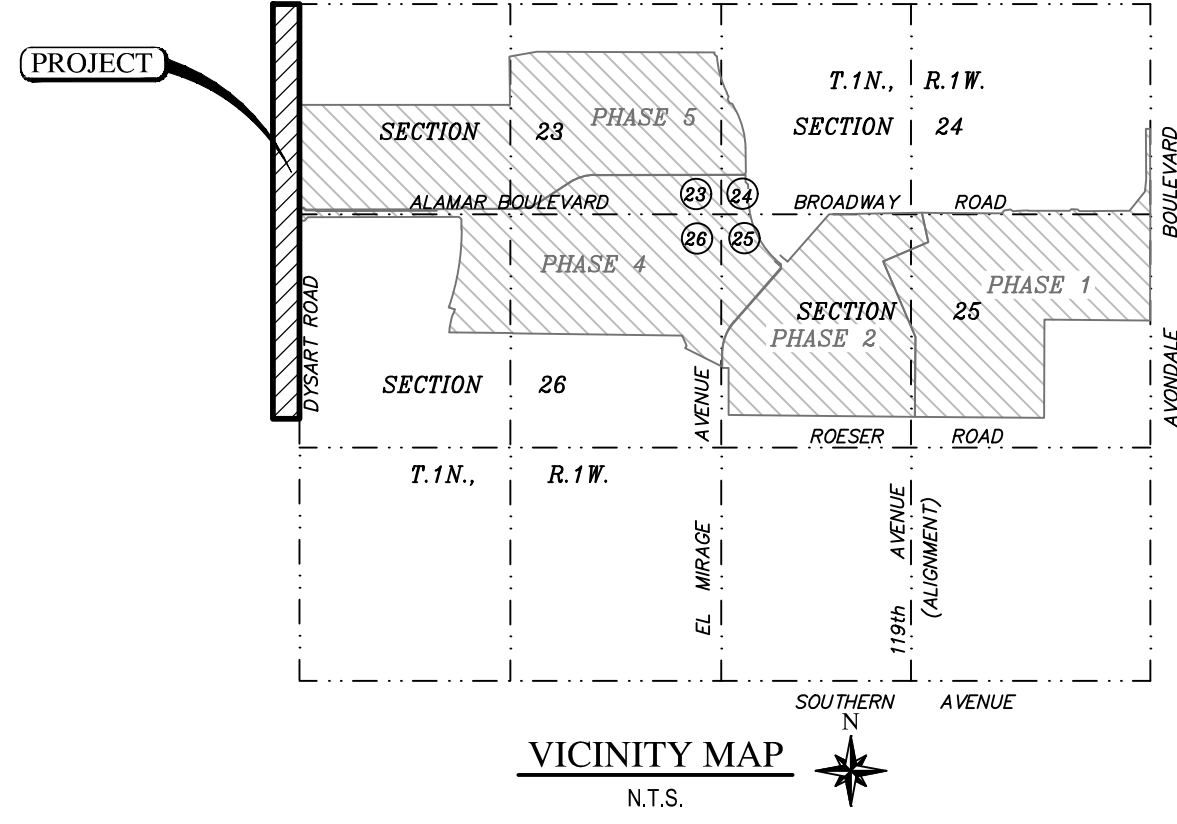 PROJECT
T.1N., R.1W.
PHASE 5
SECTION 23
SECTION 24
23 24
ALAMAR BOULEVARD
BROADWAY ROAD
26 25
PHASE 4
PHASE 1
SECTION 25
PHASE 2
BOULEVARD
AVONDALE
DYSART ROAD
SECTION 26
AVENUE
ROESER ROAD
T.1N., R.1W.
EL MIRAGE
119th AVENUE
(ALIGNMENT)
SOUTHERN AVENUE
N
VICINITY MAP
N.T.S.